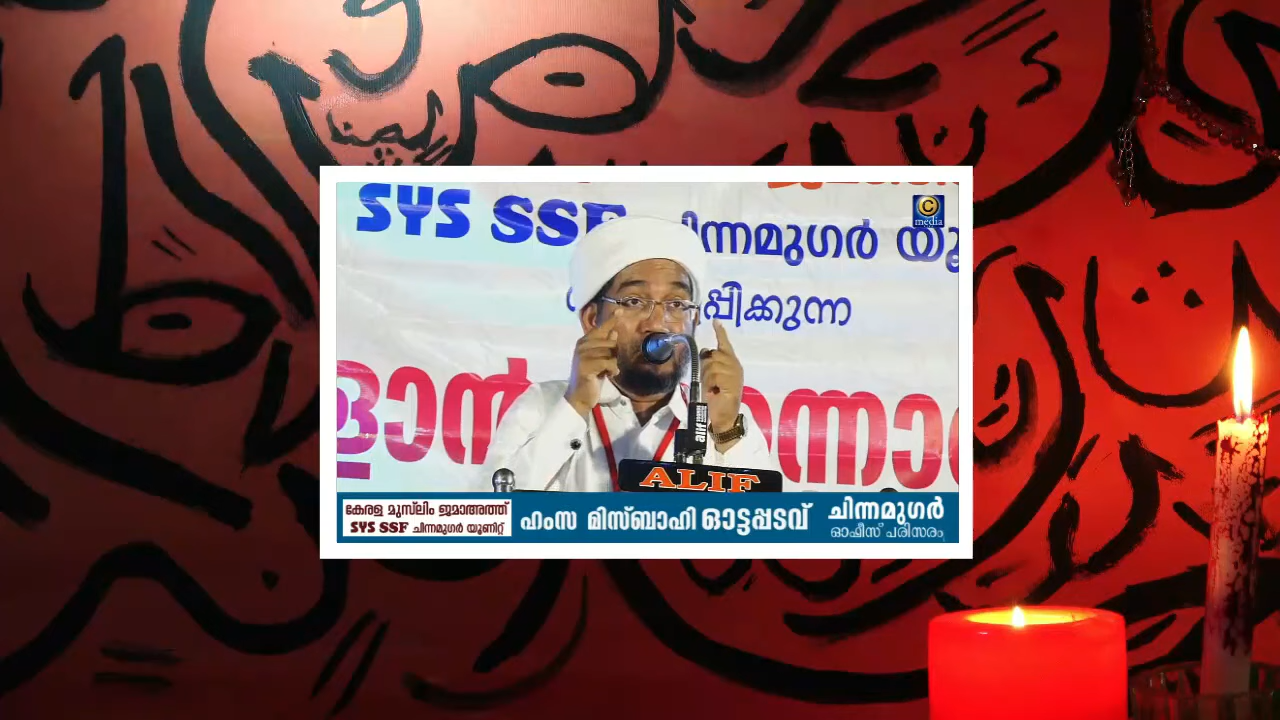 SYS SSF
ചിന്നമുഗർ യൂ
C
media
പ്പിക്കുന്ന
ളാൻ
ന്നാ
alif
ALIF
കേരള മുസ്‌ലിം ജമാഅത്ത്
SYS SSF ചിന്നമുഗർ യൂണിറ്റ്
ഹംസ മിസ്ബാഹി ഓട്ടപ്പടവ്
ചിന്നമുഗർ
ഓഫീസ് പരിസരം